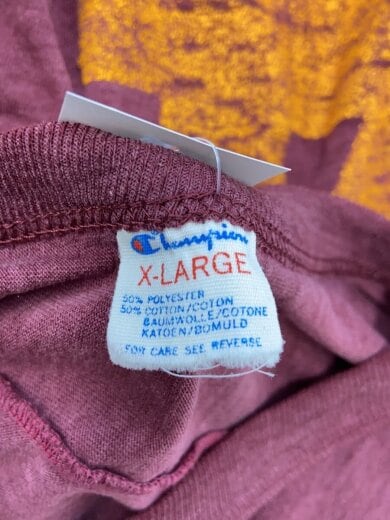 Champion
X-LARGE
50% POLYESTER
50% COTTON/COTON
BAUMWOLLE/COTONE
KATOEN/BOMULD
FOR CARE SEE REVERSE